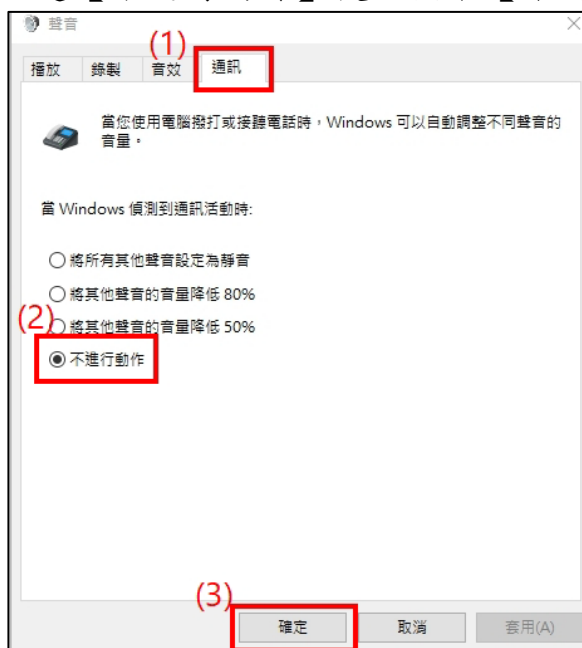 聲音
(1)
播放 錄製 音效 通訊
當您使用電腦撥打或接聽電話時，Windows 可以自動調整不同聲音的
音量。
當 Windows 偵測到通訊活動時:
將所有其他聲音設定為靜音
將其他聲音的音量降低 80%
(2)
將其他聲音的音量降低 50%
不進行動作
(3)
確定 取消 套用(A)